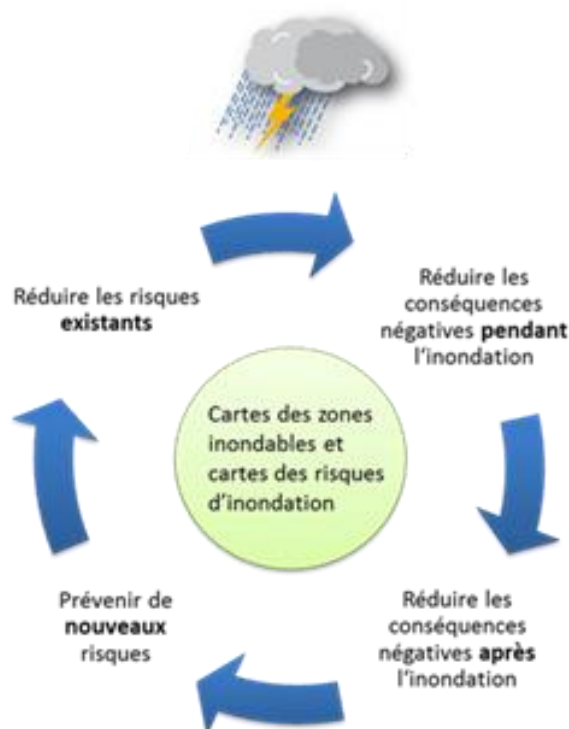 Réduire les risques
existants
Réduire les
conséquences
négatives pendant
l'inondation
Cartes des zones
inondables et
cartes des risques
d'inondation
Prévenir de
nouveaux
risques
Réduire les
conséquences
négatives après
l'inondation